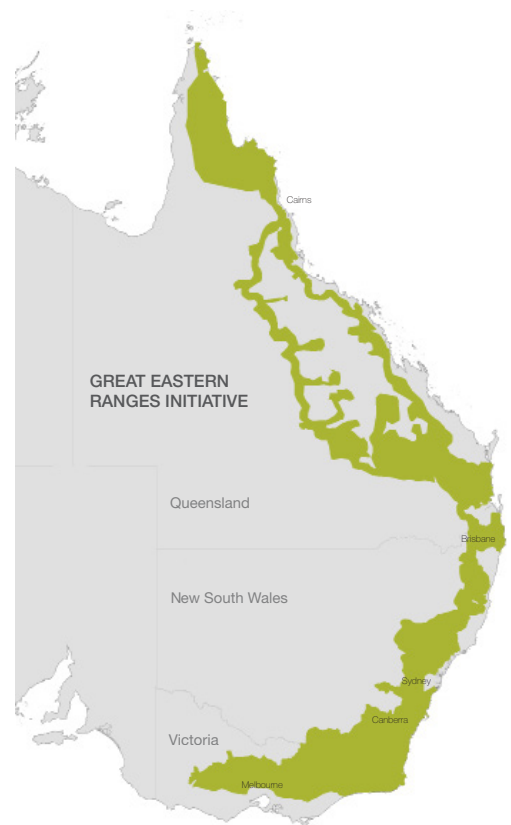 Cairns
GREAT EASTERN
RANGES INITIATIVE
Queensland
Brisbane
New South Wales
Sydney
Canberra
Victoria
Melbourne